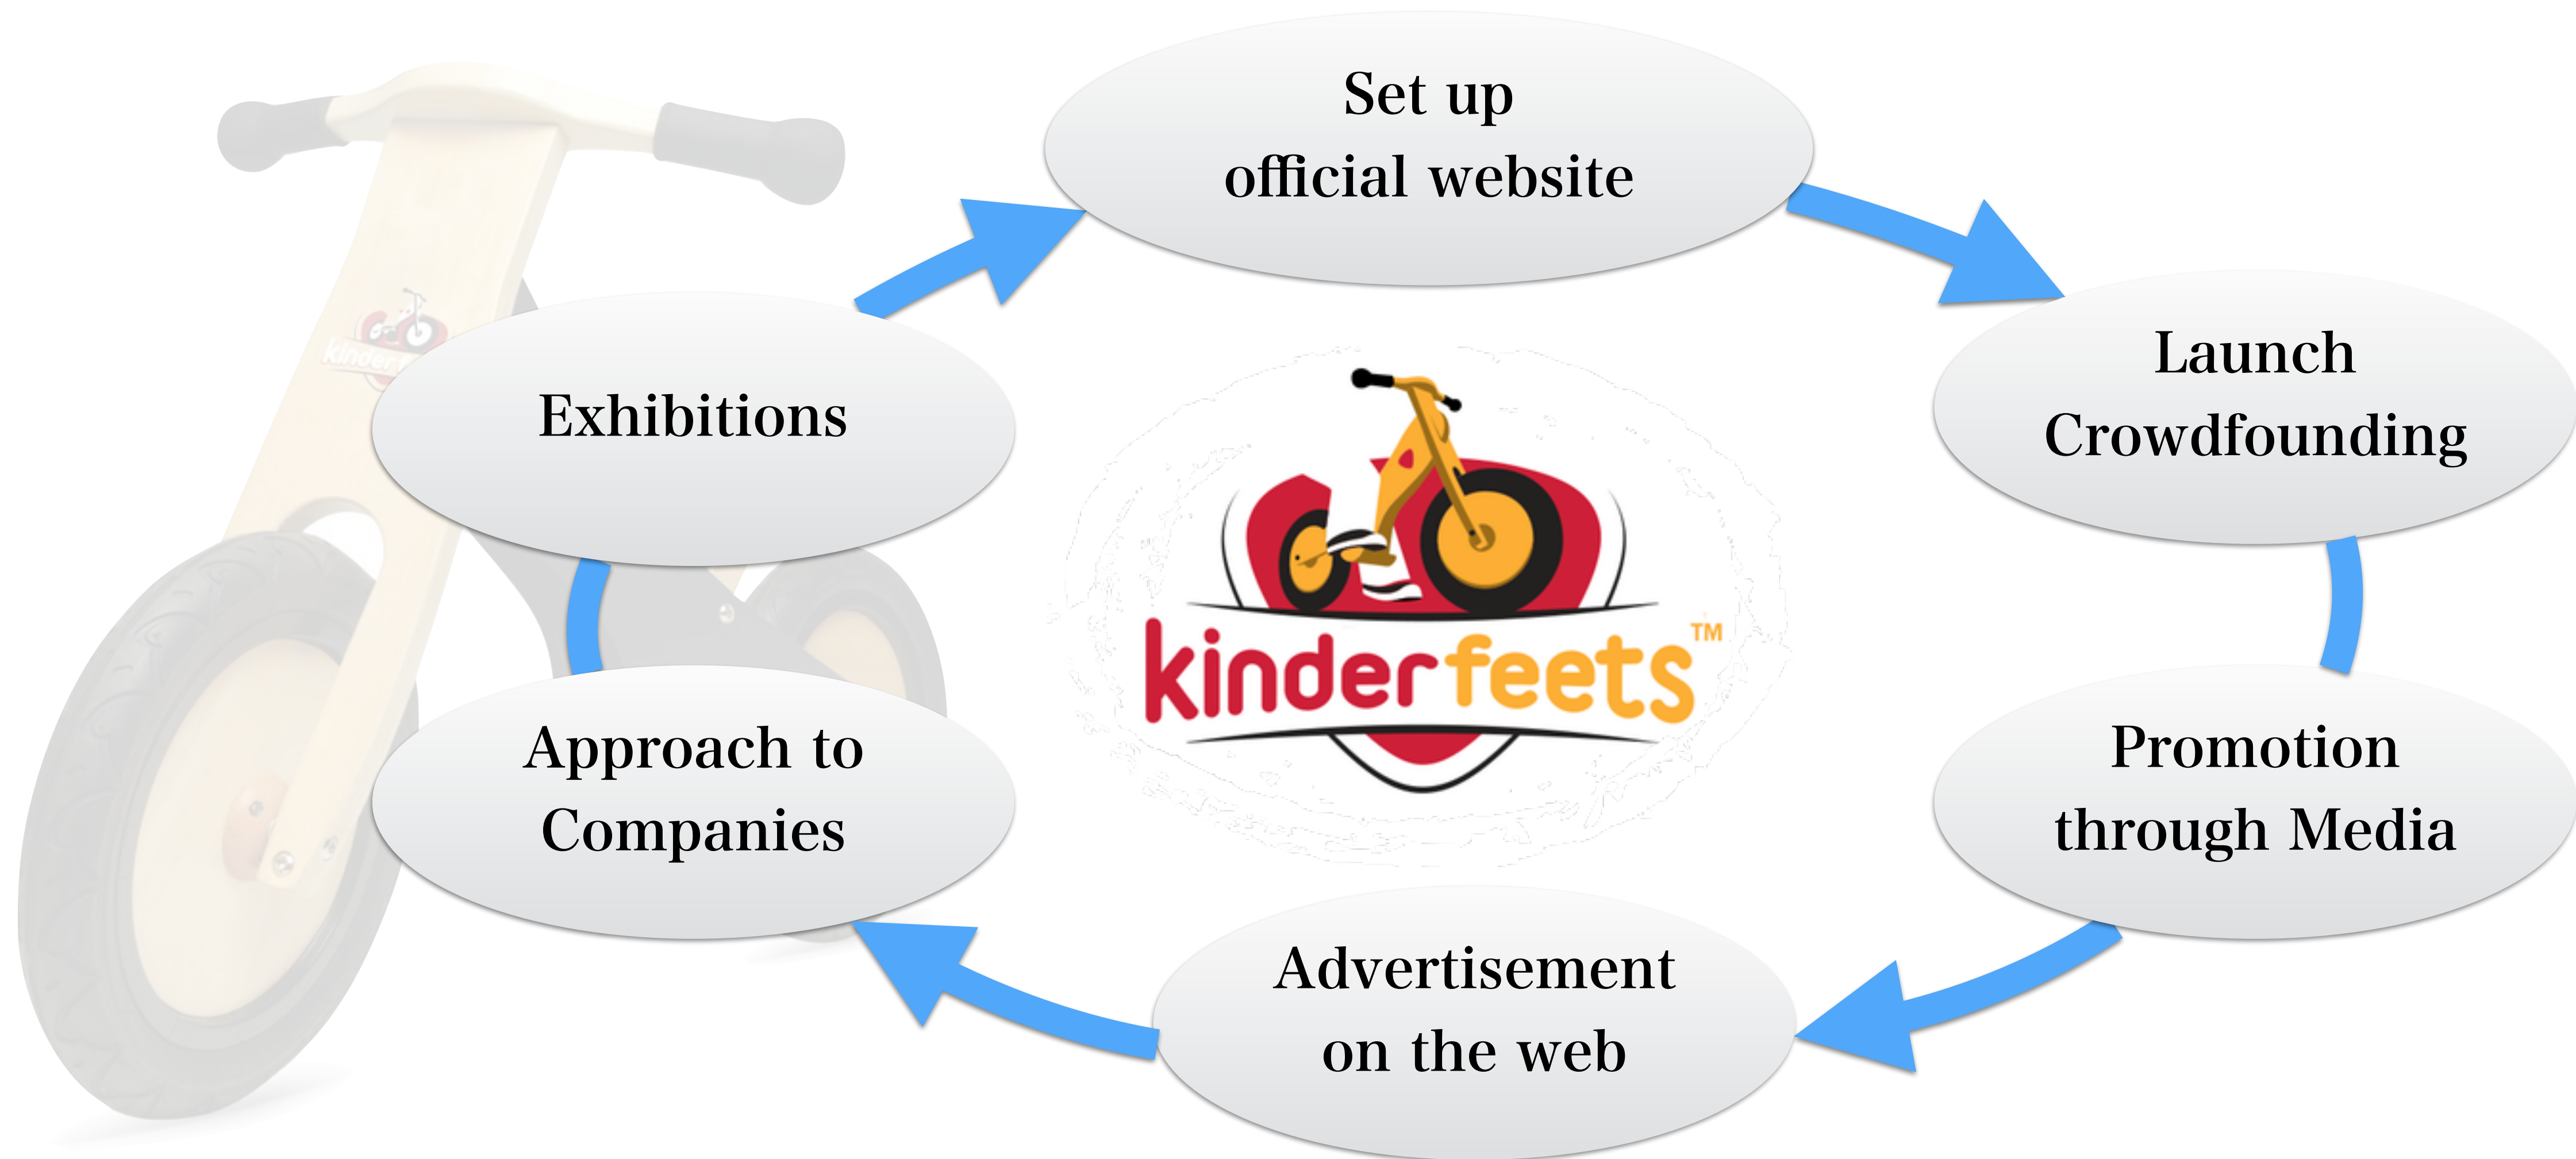 Set up
official website
Launch
Crowdfounding
Promotion
through Media
Advertisement
on the web
Approach to
Companies
Exhibitions
kinderfeets™